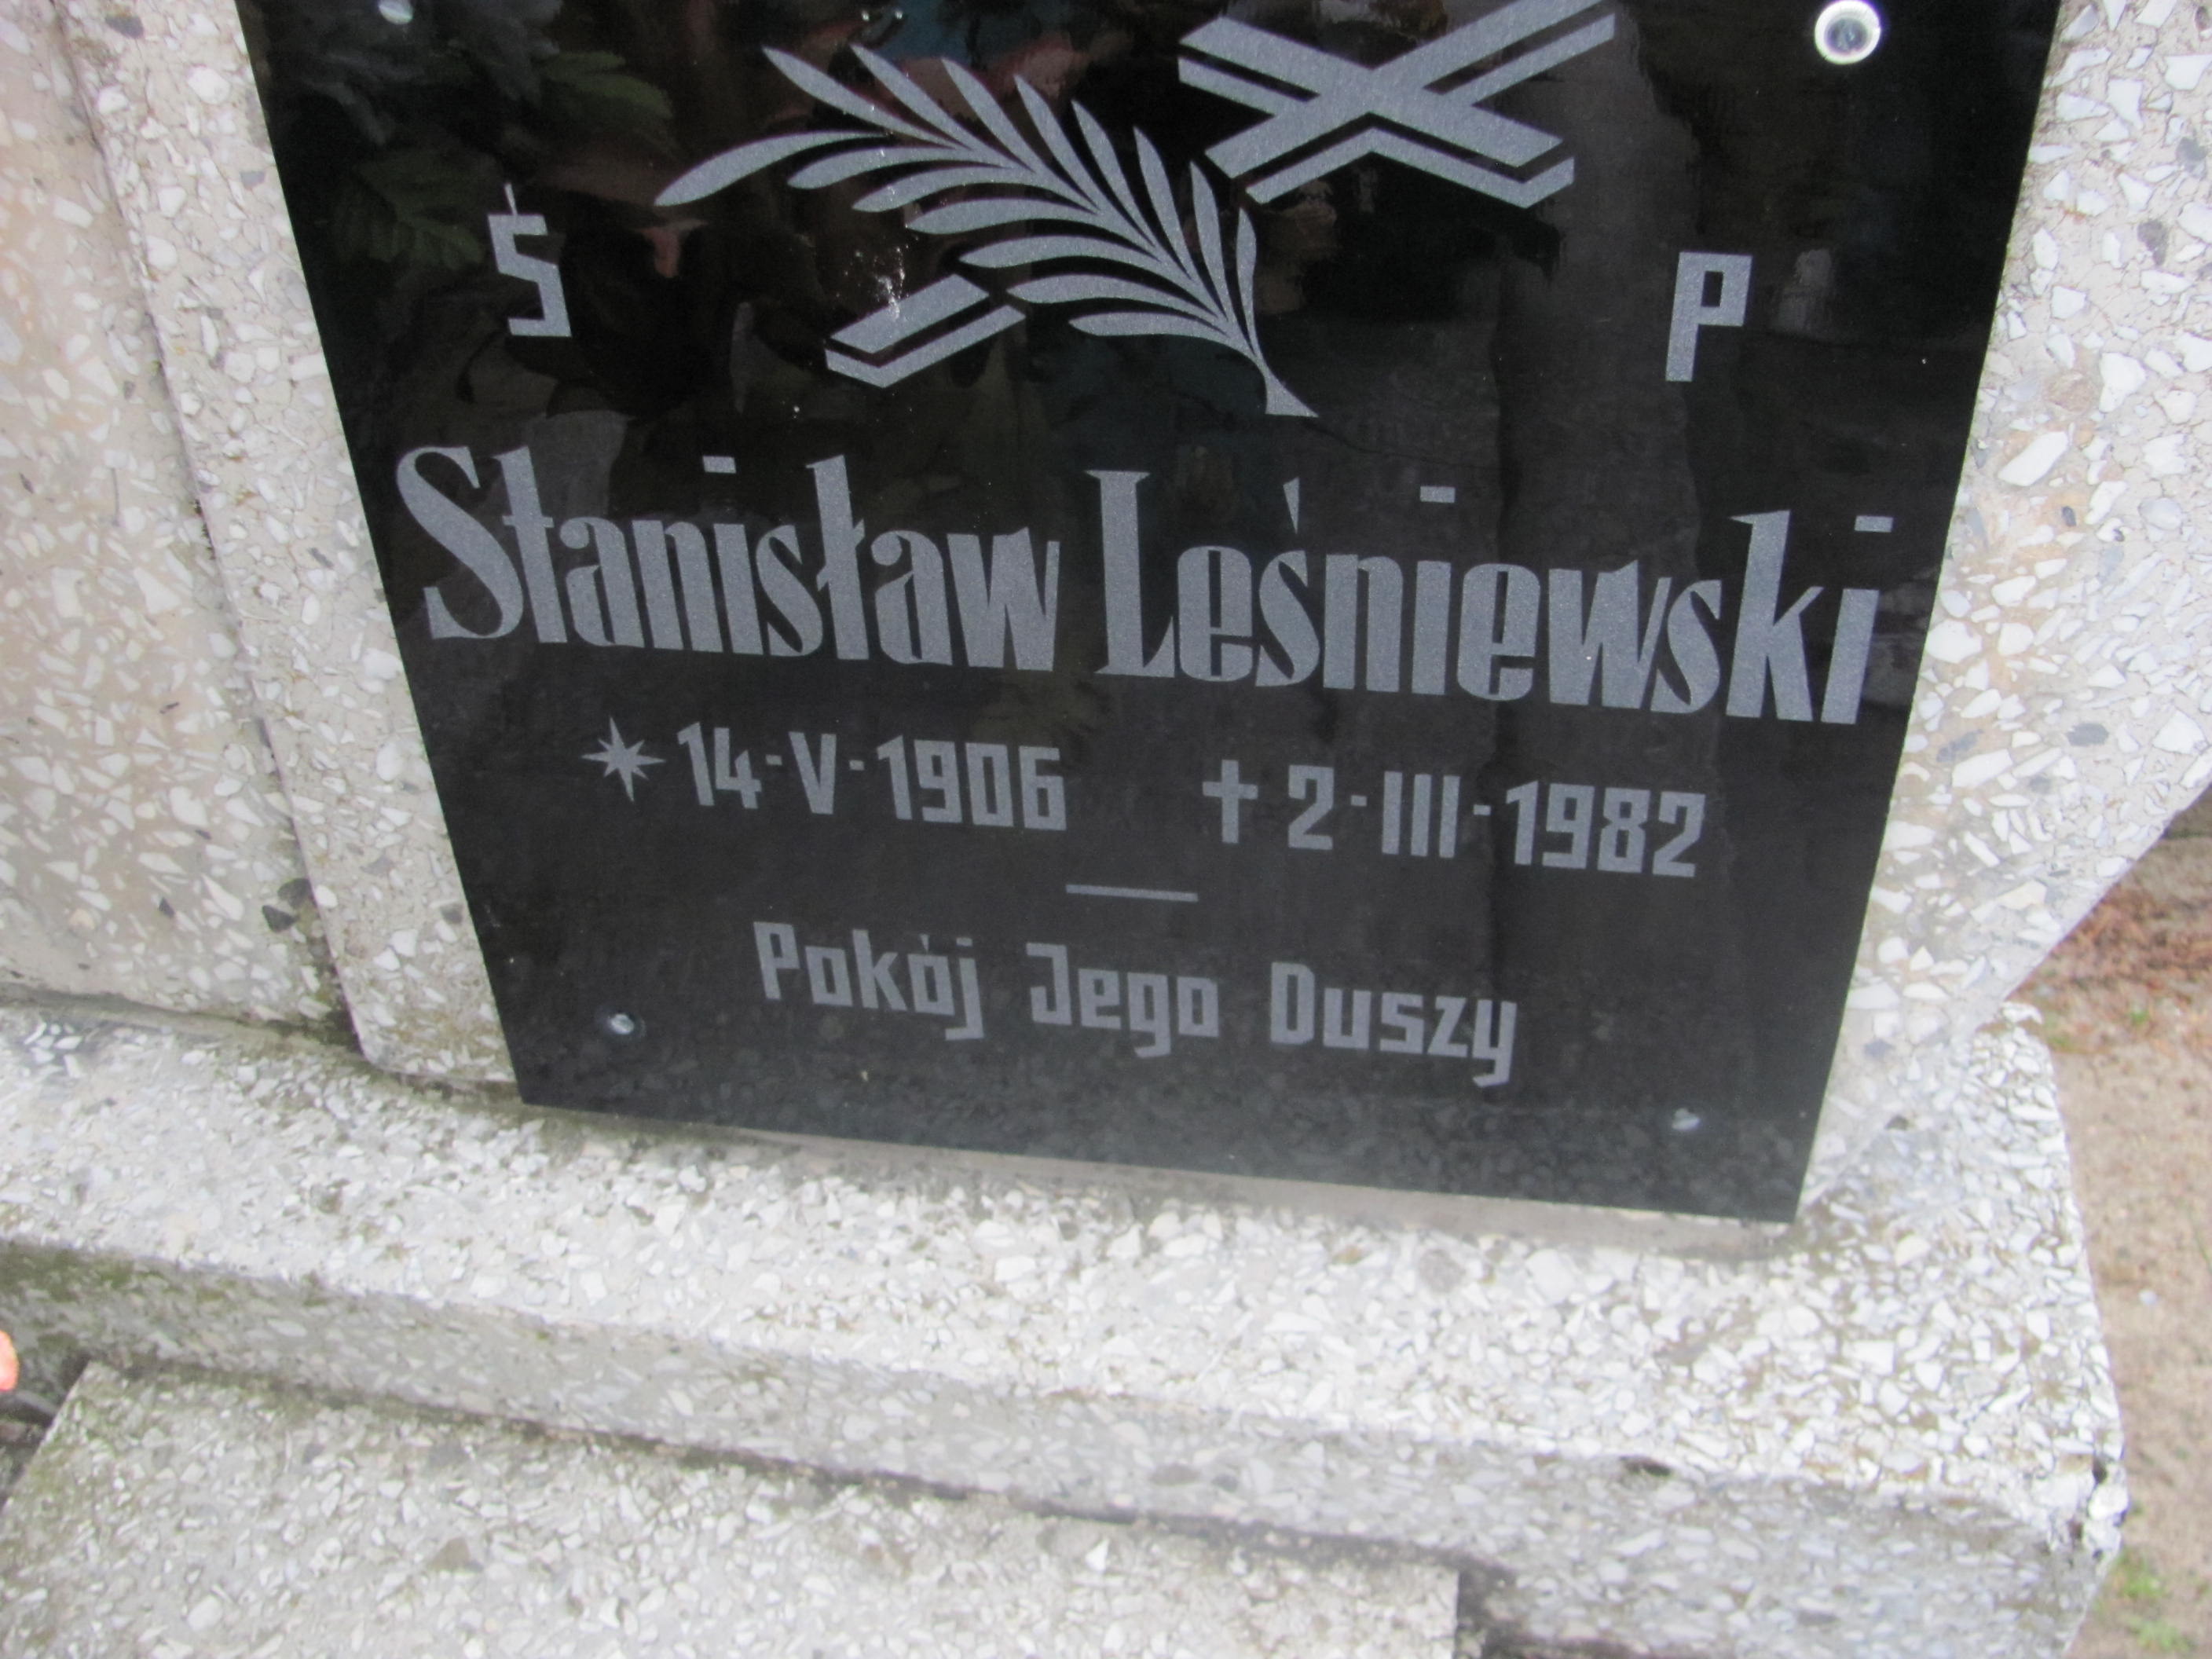 Ś P
Stanisław Leśniewski
* 14-V-1906 † 2-III-1982
Pokój Jego Duszy